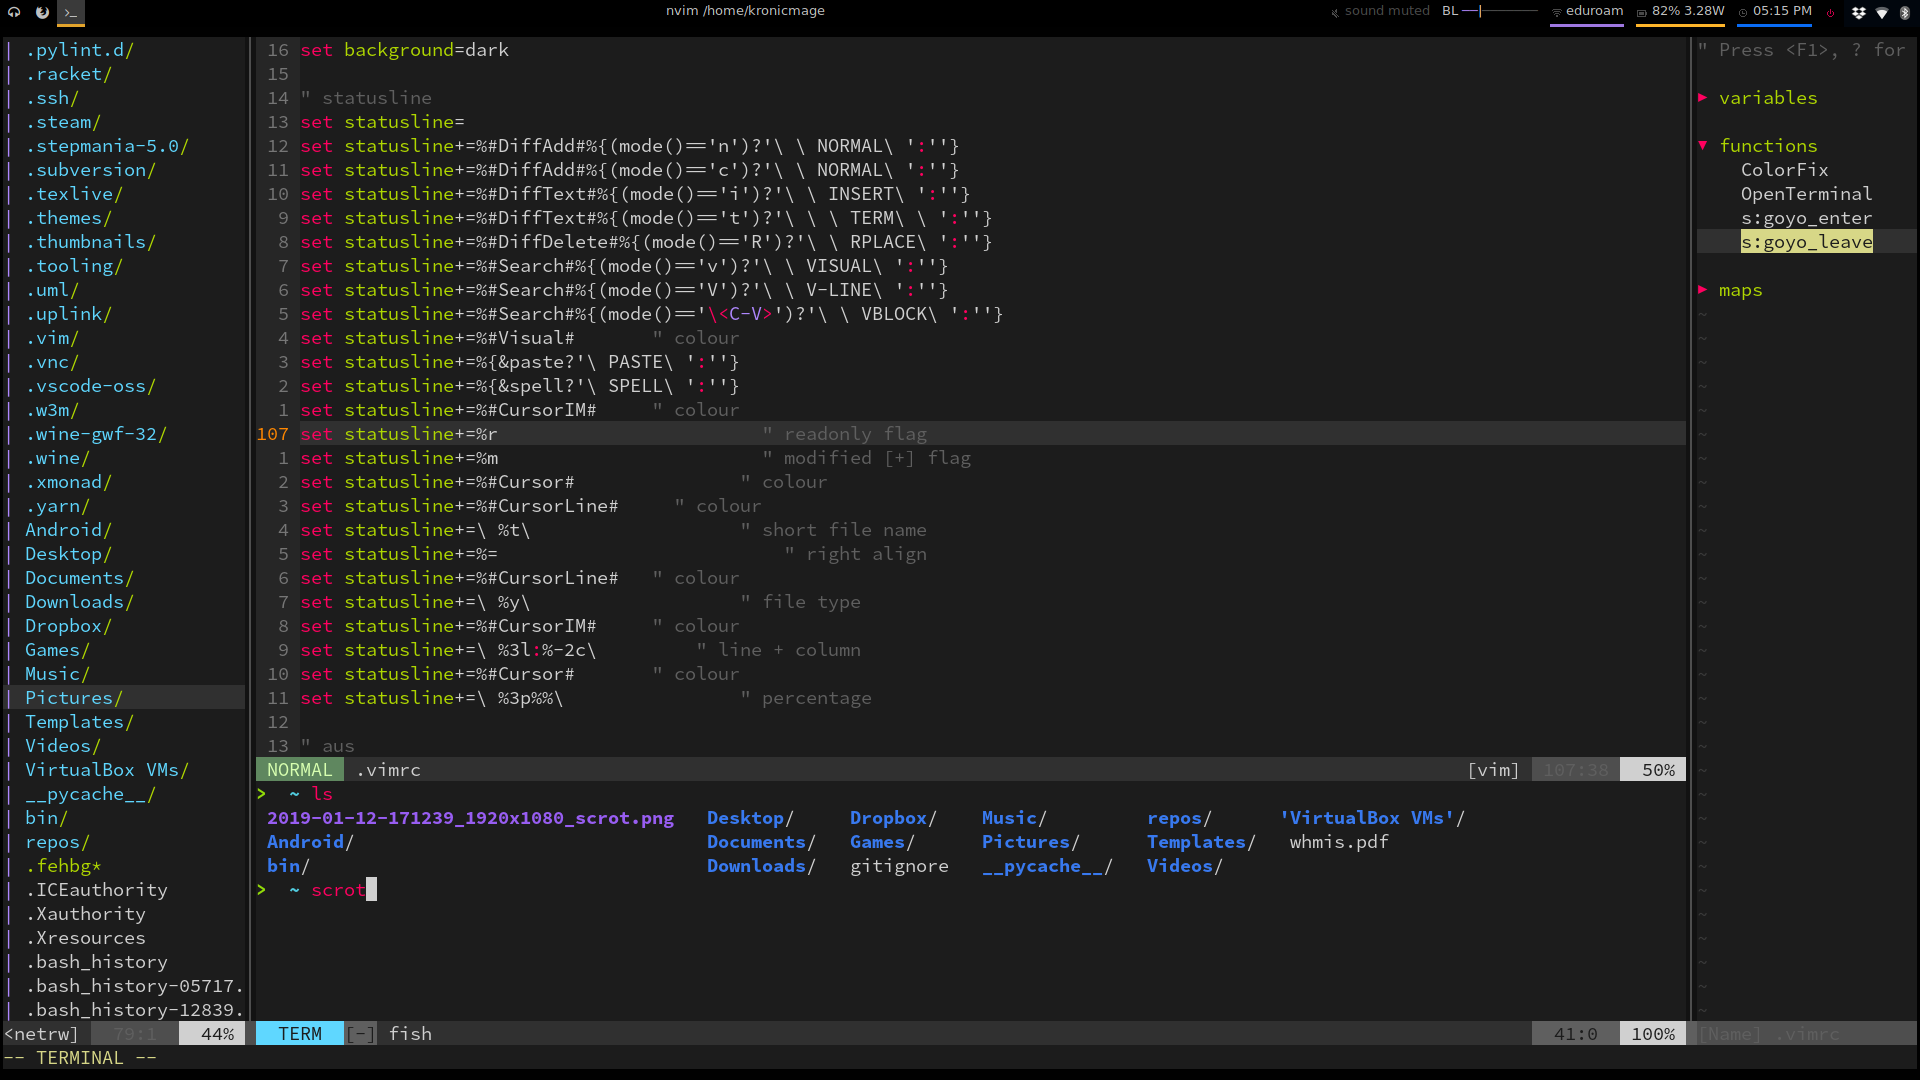 >_ nvim /home/kronicmage sound muted BL eduroam 82% 3.28W 05:15 PM
| .pylint.d/
| .racket/
| .ssh/
| .steam/
| .stepmania-5.0/
| .subversion/
| .texlive/
| .themes/
| .thumbnails/
| .tooling/
| .uml/
| .uplink/
| .vim/
| .vnc/
| .vscode-oss/
| .w3m/
| .wine-gwf-32/
| .wine/
| .xmonad/
| .yarn/
| Android/
| Desktop/
| Documents/
| Downloads/
| Dropbox/
| Games/
| Music/
| Pictures/
| Templates/
| Videos/
| VirtualBox VMs/
| __pycache__/
| bin/
| repos/
| .fehbg*
| .ICEauthority
| .Xauthority
| .Xresources
| .bash_history
| .bash_history-05717.
| .bash_history-12839.
<netrw] 79:1 44%
16 set background=dark
15
14 " statusline
13 set statusline=
12 set statusline+=%#DiffAdd#%{(mode()=='n')?'\ \ NORMAL\ ':''}
11 set statusline+=%#DiffAdd#%{(mode()=='c')?'\ \ NORMAL\ ':''}
10 set statusline+=%#DiffText#%{(mode()=='i')?'\ \ INSERT\ ':''}
9 set statusline+=%#DiffText#%{(mode()=='t')?'\ \ \ TERM\ \ ':''}
8 set statusline+=%#DiffDelete#%{(mode()=='R')?'\ \ RPLACE\ ':''}
7 set statusline+=%#Search#%{(mode()=='v')?'\ \ VISUAL\ ':''}
6 set statusline+=%#Search#%{(mode()=='V')?'\ \ V-LINE\ ':''}
5 set statusline+=%#Search#%{(mode()=='\<C-V>')?'\ \ VBLOCK\ ':''}
4 set statusline+=%#Visual# " colour
3 set statusline+=%{&paste?'\ PASTE\ ':''}
2 set statusline+=%{&spell?'\ SPELL\ ':''}
1 set statusline+=%#CursorIM# " colour
107 set statusline+=%r " readonly flag
1 set statusline+=%m " modified [+] flag
2 set statusline+=%#Cursor# " colour
3 set statusline+=%#CursorLine# " colour
4 set statusline+=\ %t\ " short file name
5 set statusline+=%= " right align
6 set statusline+=%#CursorLine# " colour
7 set statusline+=\ %y\ " file type
8 set statusline+=%#CursorIM# " colour
9 set statusline+=\ %3l:%-2c\ " line + column
10 set statusline+=%#Cursor# " colour
11 set statusline+=\ %3p%%\ " percentage
12
13 " aus
NORMAL .vimrc [vim] 107:38 50%
> ~ ls
2019-01-12-171239_1920x1080_scrot.png Desktop/ Dropbox/ Music/ repos/ 'VirtualBox VMs'/
Android/ Documents/ Games/ Pictures/ Templates/ whmis.pdf
bin/ Downloads/ gitignore __pycache__/ Videos/
> ~ scrot
TERM [-] fish 41:0 100%
" Press <F1>, ? for
▸ variables
▾ functions
ColorFix
OpenTerminal
s:goyo_enter
s:goyo_leave
▸ maps
[Name] .vimrc
-- TERMINAL --